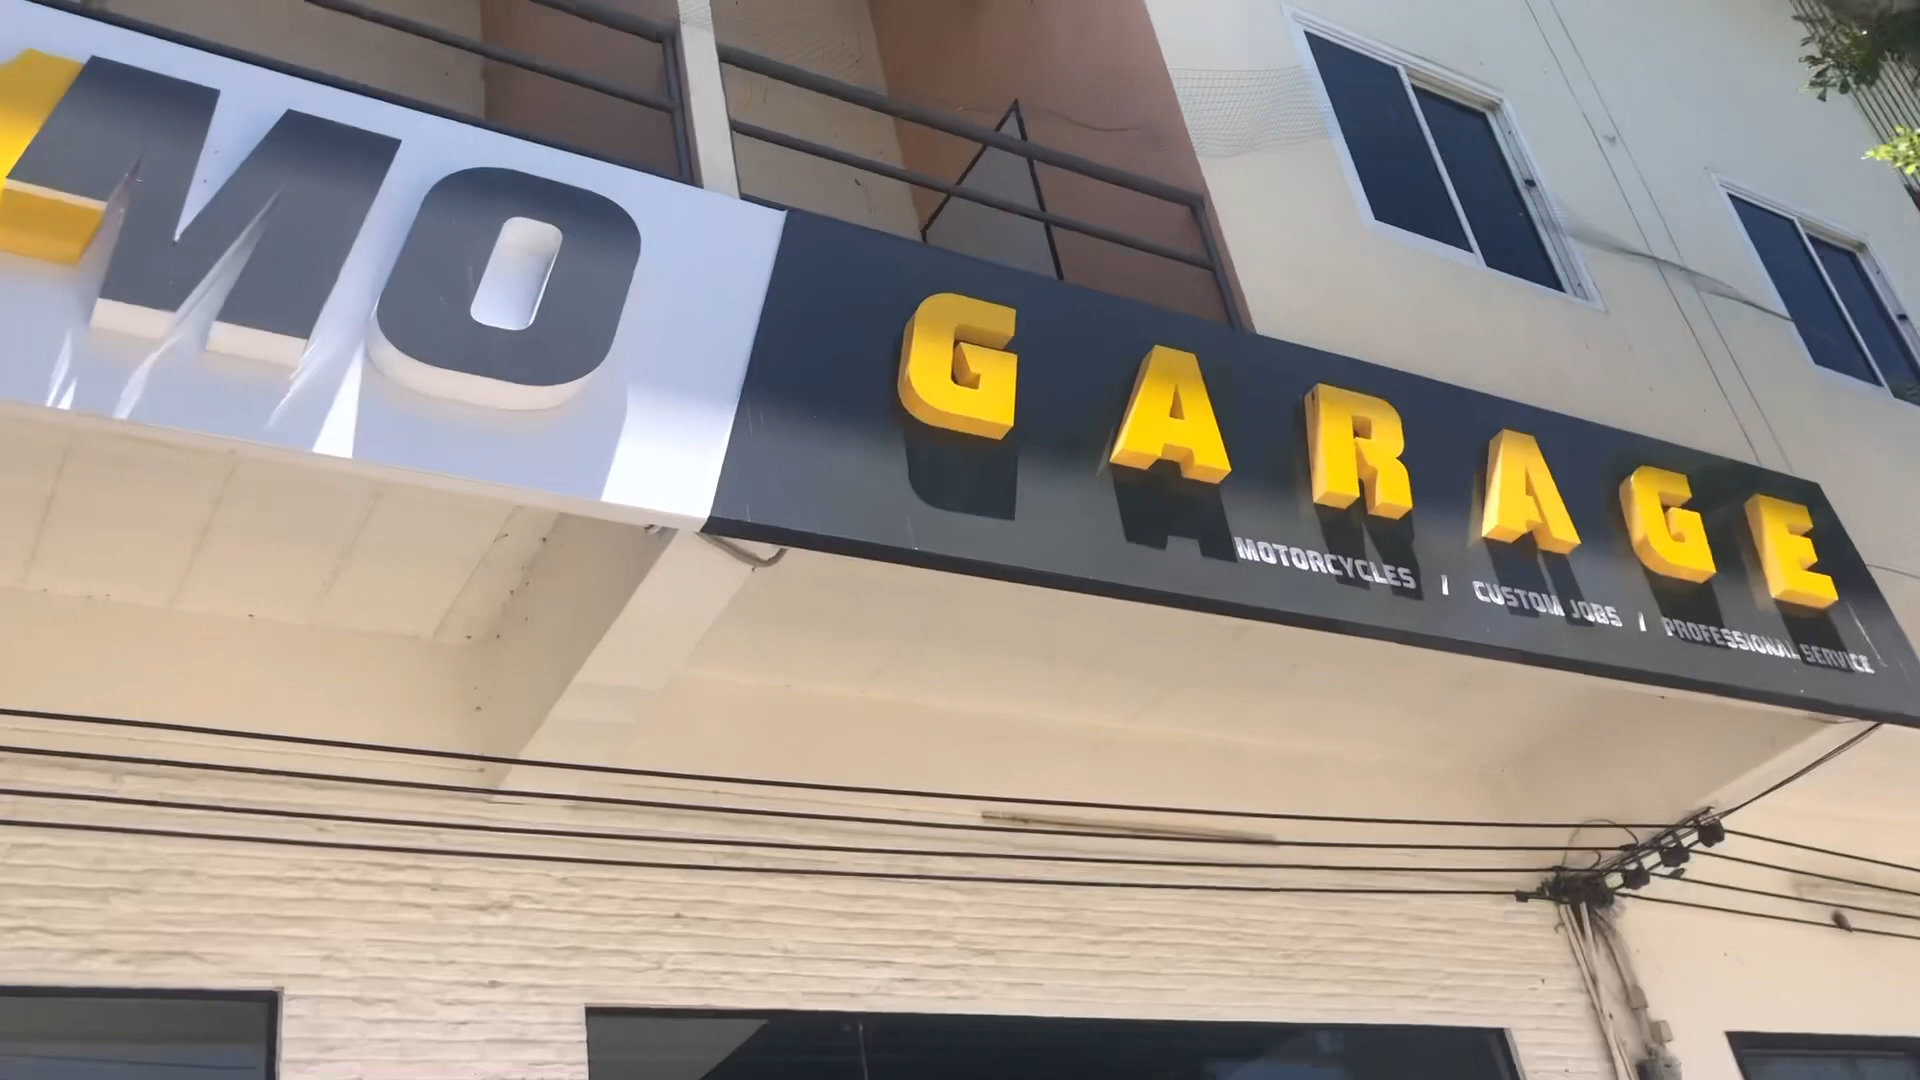 MO
GARAGE
MOTORCYCLES / CUSTOM JOBS / PROFESSIONAL SERVICE